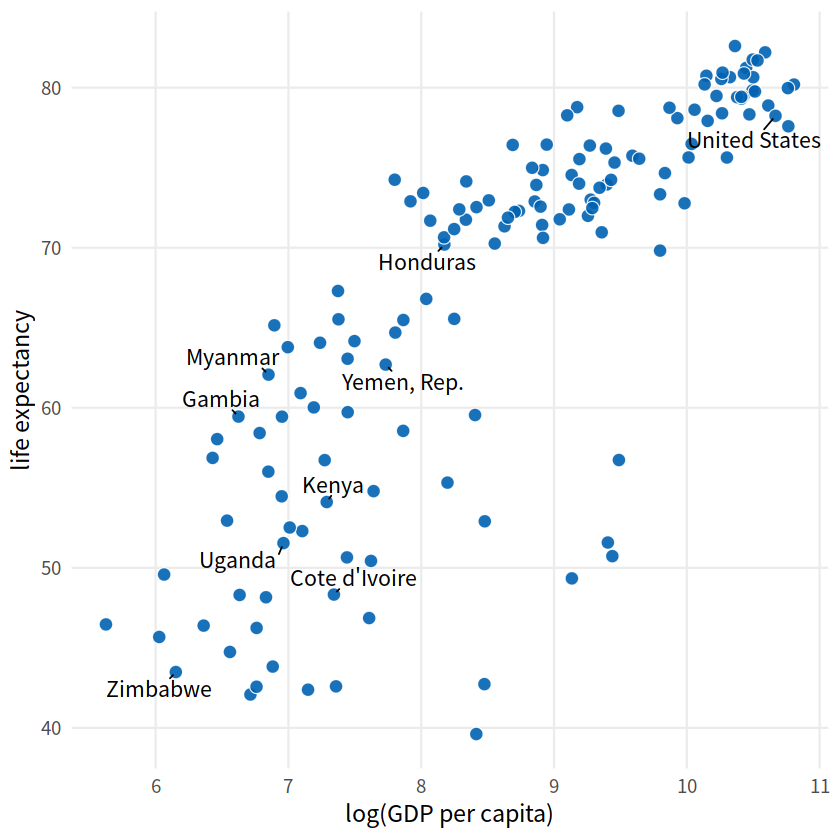 80
United States
70
Honduras
Myanmar
Yemen, Rep.
Gambia
60
Kenya
Uganda
50
Cote d'Ivoire
Zimbabwe
40
life expectancy
6
7
8
9
10
11
log(GDP per capita)